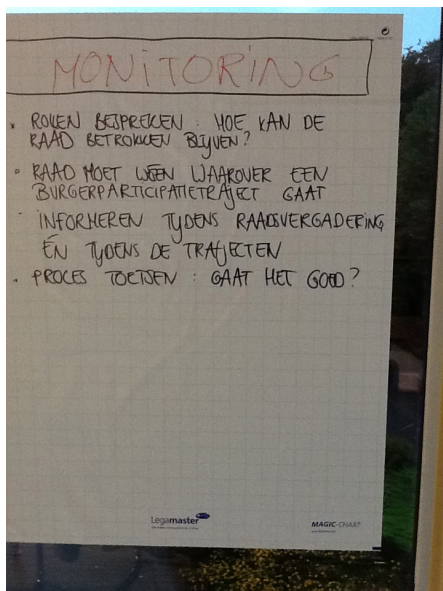 MONITORING
ROLLEN BESPREKEN : HOE KAN DE
RAAD BETROKKEN BLIJVEN?
RAAD MOET WETEN WAAROVER EEN
BURGERPARTICIPATIETRAJECT GAAT
INFORMEREN TIJDENS RAADSVERGADERING
ÉN TIJDENS DE TRAJECTEN
PROCES TOETSEN : GAAT HET GOED?
Legamaster
MAGIC-CHART